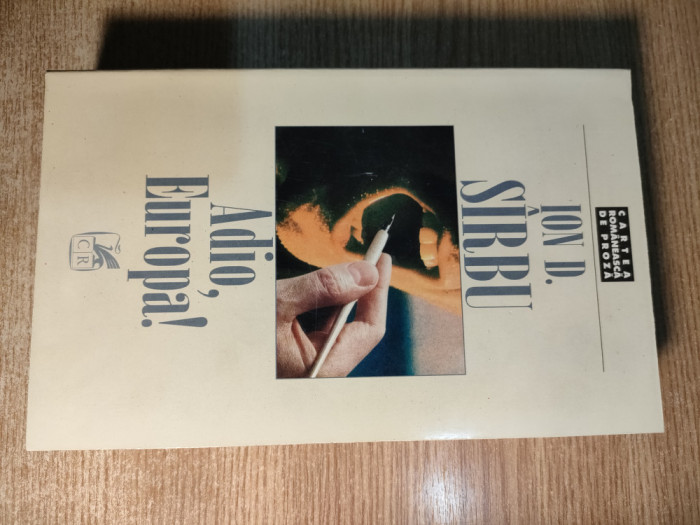 CARTEA
ROMÂNEASCĂ
DE PROZĂ
ION D.
SÎRBU
Adio,
Europa!
CR